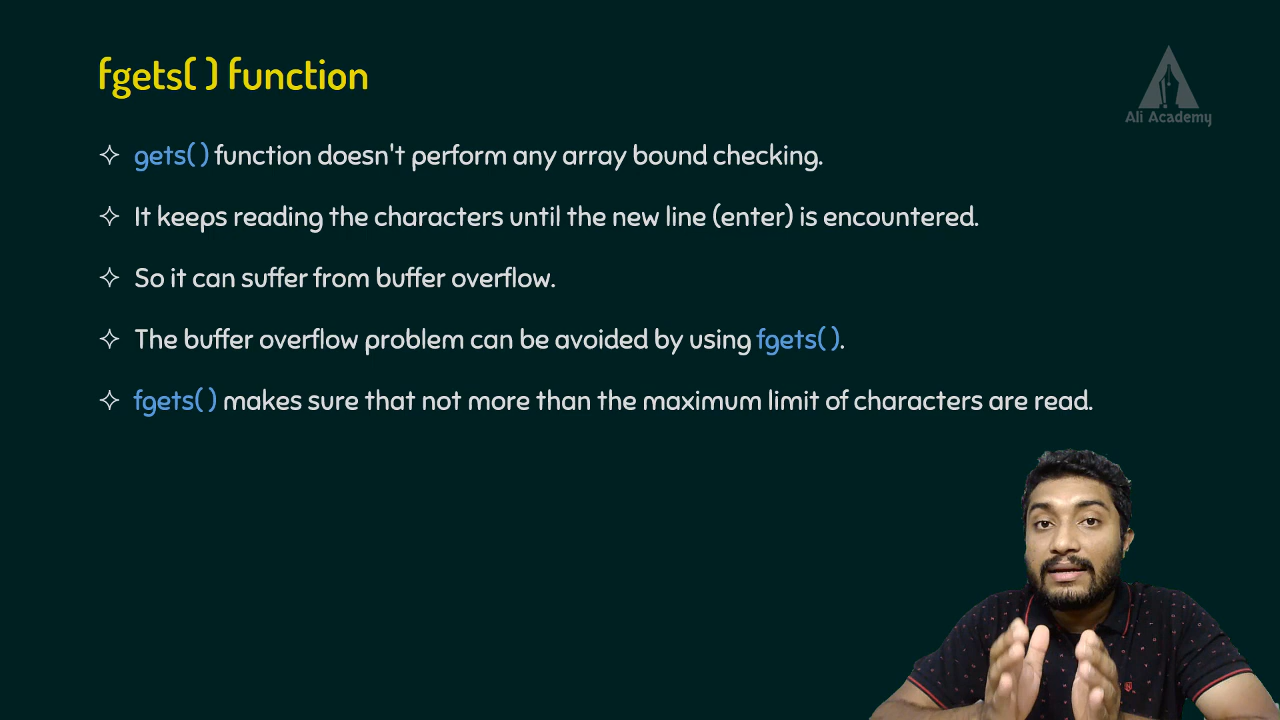 fgets( ) function
Ali Academy
gets( ) function doesn't perform any array bound checking.
It keeps reading the characters until the new line (enter) is encountered.
So it can suffer from buffer overflow.
The buffer overflow problem can be avoided by using fgets( ).
fgets( ) makes sure that not more than the maximum limit of characters are read.